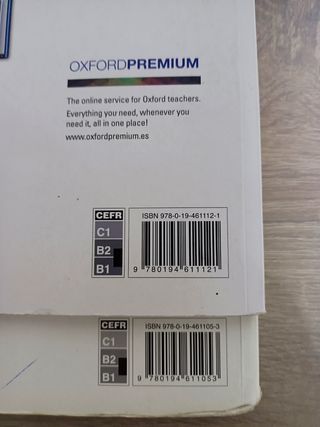 OXFORDPREMIUM
The online service for Oxford teachers.
Everything you need, whenever you
need it, all in one place!
www.oxfordpremium.es
CEFR
C1
B2
B1
ISBN 978-0-19-461112-1
9 780194 611121
CEFR
C1
B2
B1
ISBN 978-0-19-461105-3
9 780194 611053